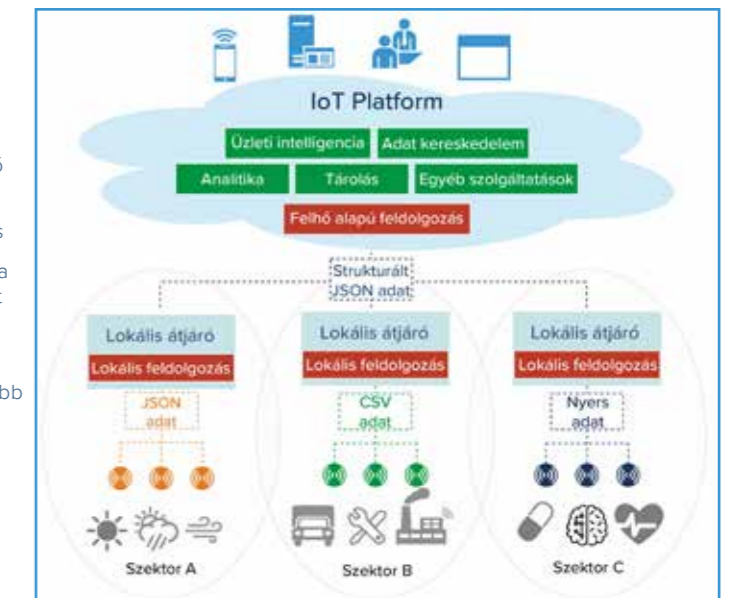 IoT Platform
Üzleti intelligencia
Adat kereskedelem
Analitika
Tárolás
Egyéb szolgáltatások
Felhő alapú feldolgozás
Strukturált
JSON adat
Lokális átjáró
Lokális feldolgozás
JSON
adat
Lokális átjáró
Lokális feldolgozás
CSV
adat
Lokális átjáró
Lokális feldolgozás
Nyers
adat
Szektor A
Szektor B
Szektor C